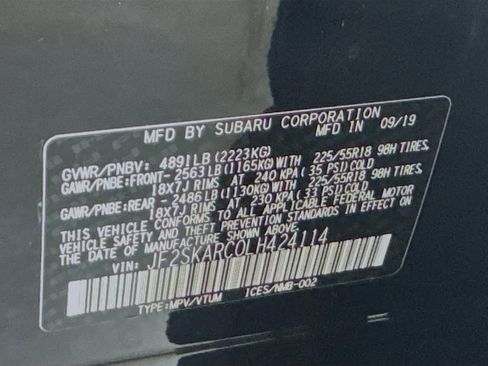 MFD BY SUBARU CORPORATION
MFD IN 09/19
GVWR/PNBV: 4891LB(2223KG)
GAWR/PNBE:FRONT- 2563LB(1165KG)WITH 225/55R18 98H TIRES,
18X7J RIMS AT 240 KPA(35 PSI)COLD
GAWR/PNBE:REAR - 2486LB(1130KG)WITH 225/55R18 98H TIRES,
18X7J RIMS AT 230 KPA(33 PSI)COLD
THIS VEHICLE CONFORMS TO ALL APPLICABLE FEDERAL MOTOR
VEHICLE SAFETY AND THEFT PREVENTION STANDARDS IN EFFECT ON
THE DATE OF MANUFACTURE SHOWN ABOVE.
VIN: JF2SKARC0LH424114
TYPE:MPV/VTUM ICES/NMB-002